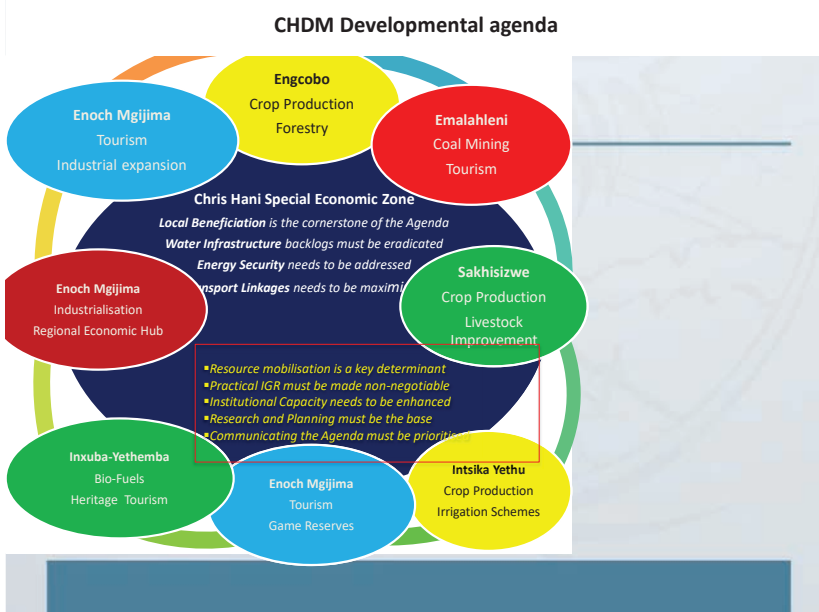 CHDM Developmental agenda
Engcobo
Crop Production
Forestry
Enoch Mgijima
Tourism
Industrial expansion
Emalahleni
Coal Mining
Tourism
Chris Hani Special Economic Zone
Local Beneficiation is the cornerstone of the Agenda
Water Infrastructure backlogs must be eradicated
Energy Security needs to be addressed
nsport Linkages needs to be maximi
Sakhisizwe
Crop Production
Livestock
Improvement
Enoch Mgijima
Industrialisation
Regional Economic Hub
▪Resource mobilisation is a key determinant
▪Practical IGR must be made non-negotiable
▪Institutional Capacity needs to be enhanced
▪Research and Planning must be the base
▪Communicating the Agenda must be prioritised
Inxuba-Yethemba
Bio-Fuels
Heritage Tourism
Enoch Mgijima
Tourism
Game Reserves
Intsika Yethu
Crop Production
Irrigation Schemes